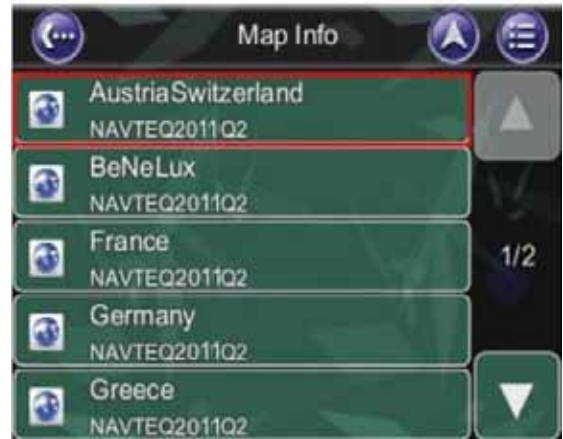 Map Info
AustriaSwitzerland
NAVTEQ2011Q2
BeNeLux
NAVTEQ2011Q2
France
NAVTEQ2011Q2
1/2
Germany
NAVTEQ2011Q2
Greece
NAVTEQ2011Q2